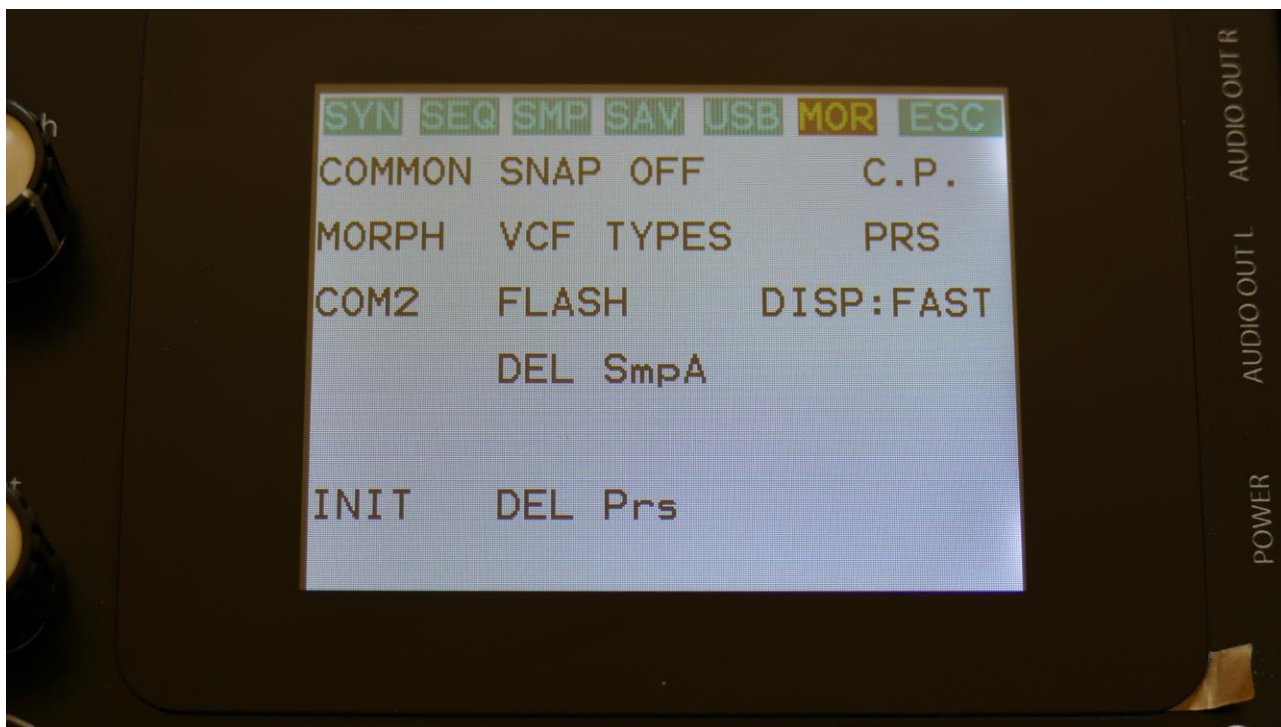 SYN SEQ SMP SAV USB MOR ESC
COMMON SNAP OFF C.P.
MORPH VCF TYPES PRS
COM2 FLASH DISP:FAST
DEL SmpA
INIT DEL Prs
AUDIO OUT R
AUDIO OUT L
POWER